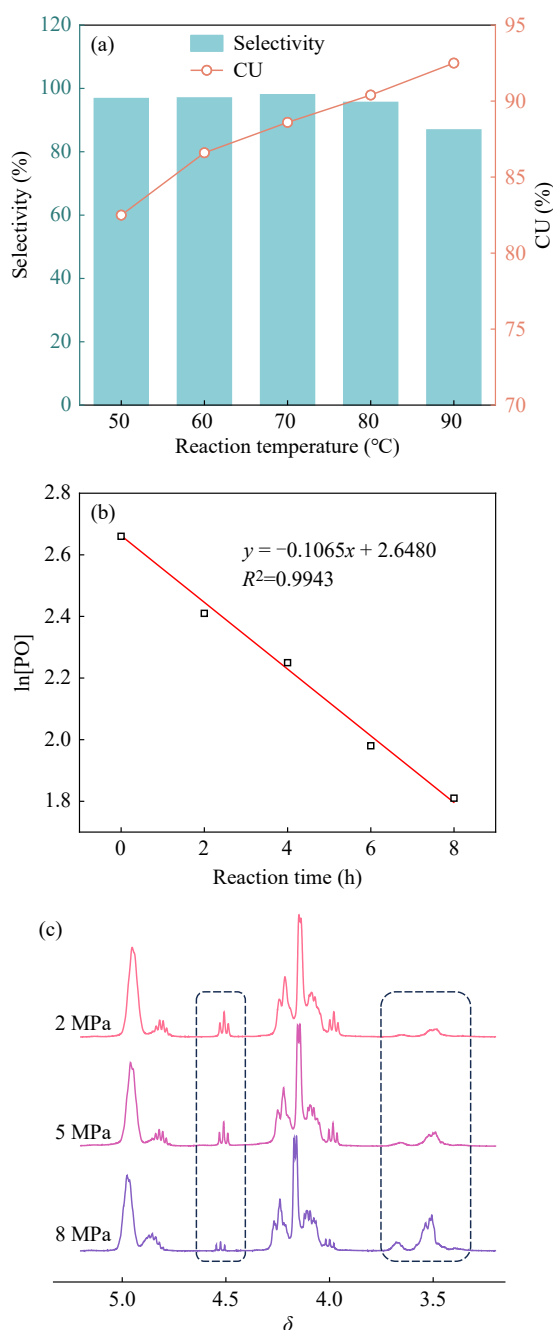 (a)
Selectivity
CU
120
100
80
60
40
20
0
Selectivity (%)
95
90
85
80
75
70
CU (%)
50 60 70 80 90
Reaction temperature (°C)
(b)
y = −0.1065x + 2.6480
R²=0.9943
2.8
2.6
2.4
2.2
2.0
1.8
ln[PO]
0 2 4 6 8
Reaction time (h)
(c)
2 MPa
5 MPa
8 MPa
5.0 4.5 4.0 3.5
δ